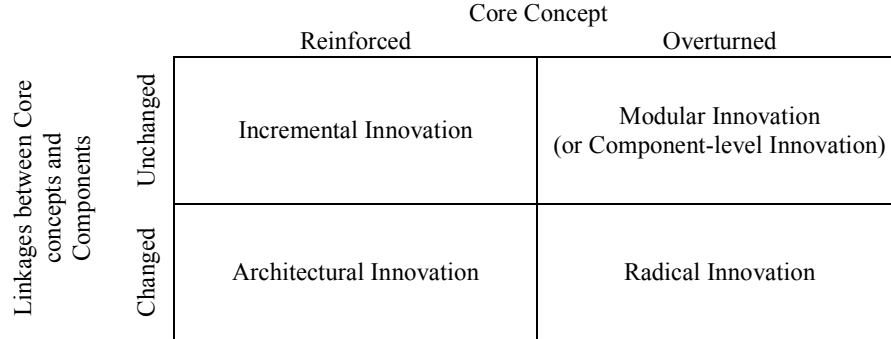 Core Concept
Reinforced
Overturned
Linkages between Core
concepts and
Components
Unchanged
Incremental Innovation
Modular Innovation
(or Component-level Innovation)
Changed
Architectural Innovation
Radical Innovation